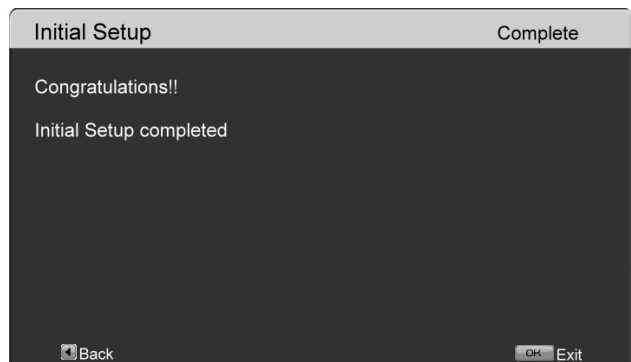 Initial Setup Complete
Congratulations!!
Initial Setup completed
Back OK Exit